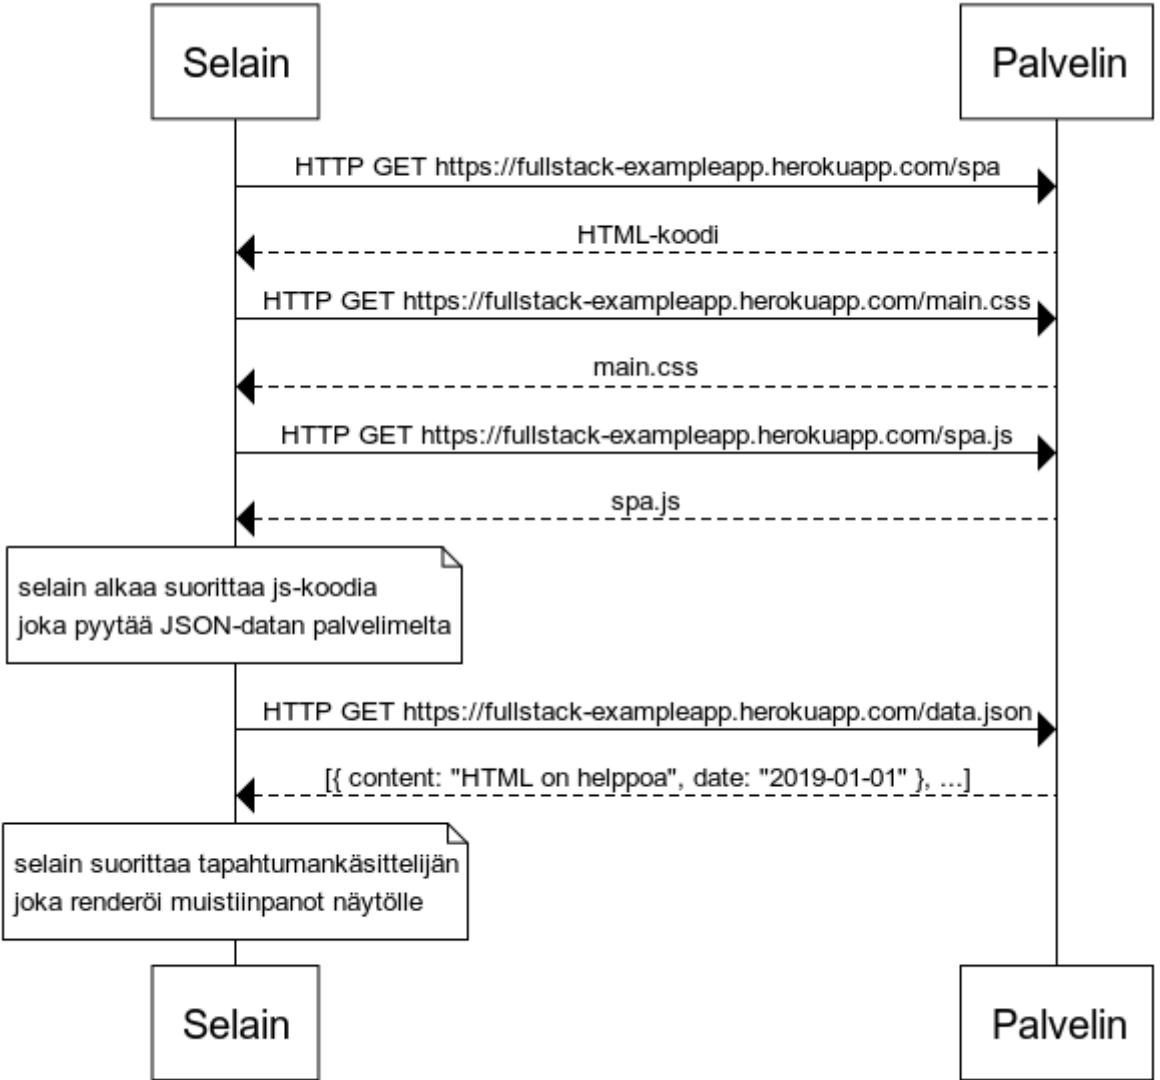 Selain
Palvelin
HTTP GET https://fullstack-exampleapp.herokuapp.com/spa
HTML-koodi
HTTP GET https://fullstack-exampleapp.herokuapp.com/main.css
main.css
HTTP GET https://fullstack-exampleapp.herokuapp.com/spa.js
spa.js
selain alkaa suorittaa js-koodia
joka pyytää JSON-datan palvelimelta
HTTP GET https://fullstack-exampleapp.herokuapp.com/data.json
[{ content: "HTML on helppoa", date: "2019-01-01" }, ...]
selain suorittaa tapahtumankäsittelijän
joka renderöi muistiinpanot näytölle
Selain
Palvelin